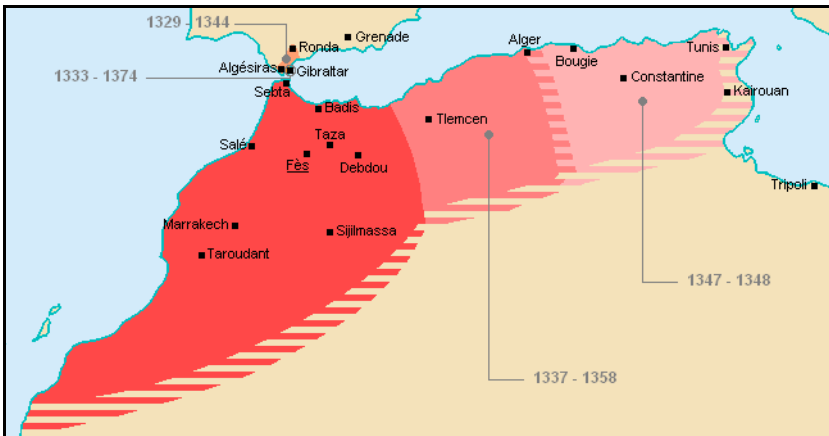 1329 - 1344
Grenade
Ronda
Alger
Tunis
Bougie
Algésiras
Gibraltar
1333 - 1374
Constantine
Sebta
Kairouan
Badis
Tlemcen
Taza
Salé
Fès
Debdou
Tripoli
Marrakech
Sijilmassa
Taroudant
1347 - 1348
1337 - 1358